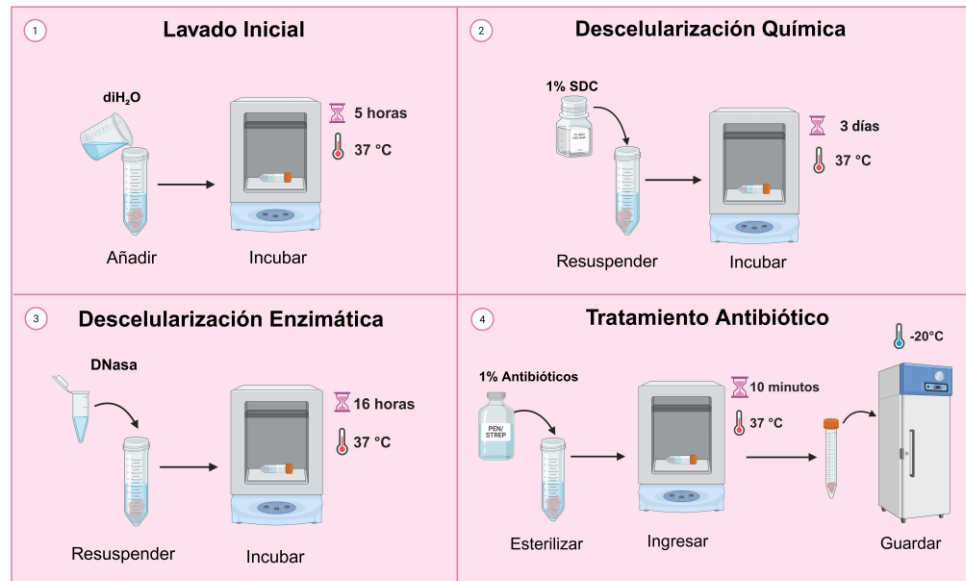 1
Lavado Inicial
diH₂O
5 horas
37 °C
Añadir
Incubar
2
Descelularización Química
1% SDC
3 días
37 °C
Resuspender
Incubar
3
Descelularización Enzimática
DNasa
16 horas
37 °C
Resuspender
Incubar
4
Tratamiento Antibiótico
-20°C
1% Antibióticos
PEN/
STREP
10 minutos
37 °C
Esterilizar
Ingresar
Guardar